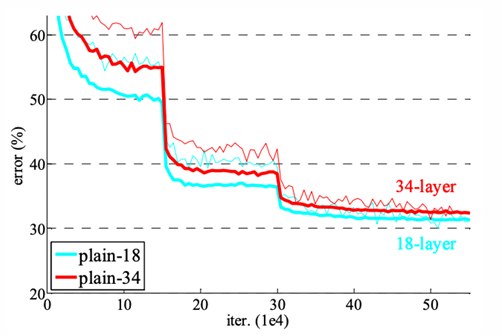 60
50
error (%)
40
34-layer
30
18-layer
plain-18
plain-34
20
0 10 20 30 40 50
iter. (1e4)